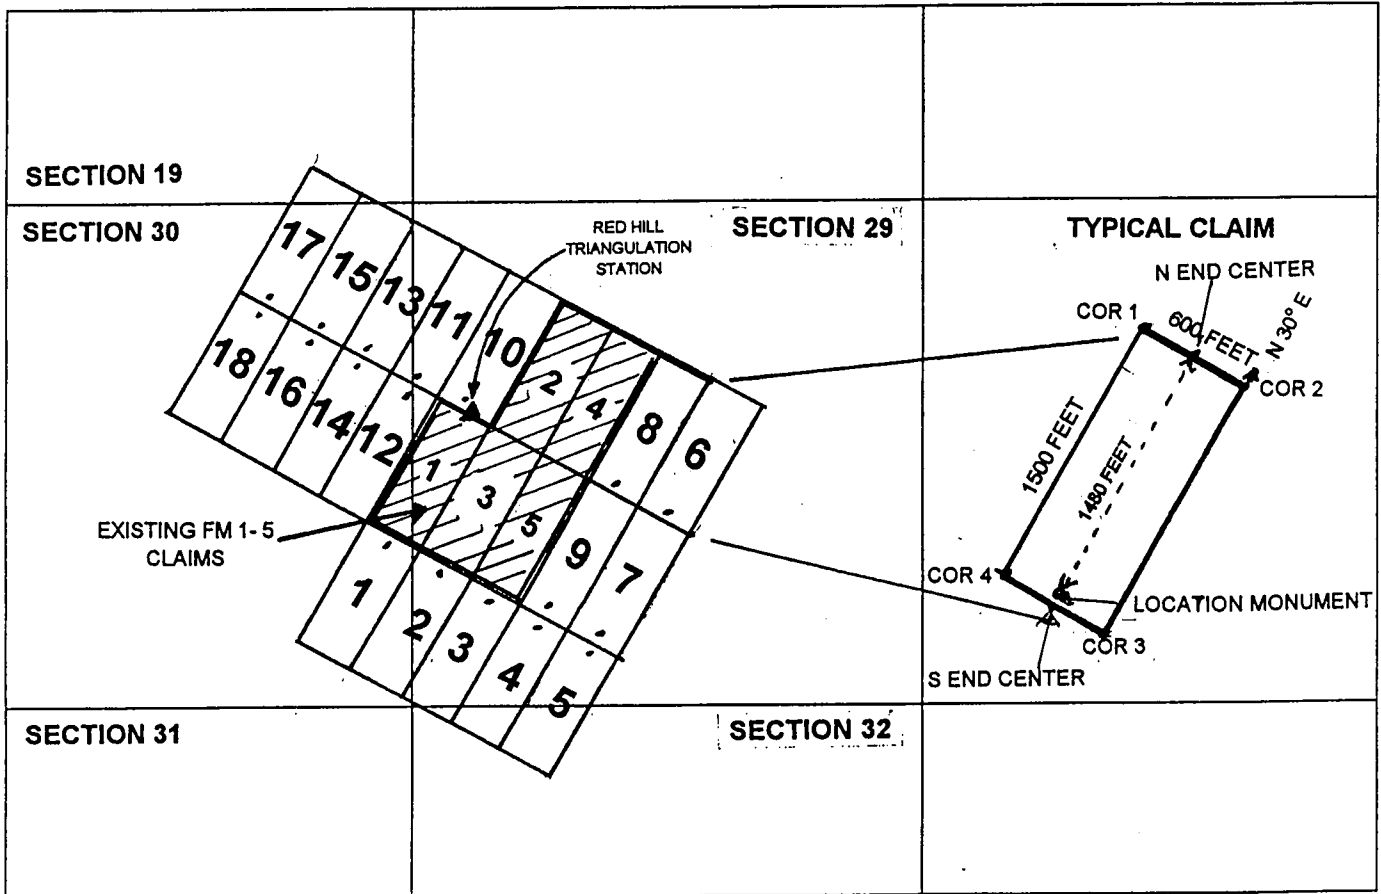 SECTION 19
SECTION 30
RED HILL
TRIANGULATION
STATION
SECTION 29
TYPICAL CLAIM
N END CENTER
COR 1
600 FEET
N 30° E
COR 2
1500 FEET
1480 FEET
COR 4
LOCATION MONUMENT
COR 3
S END CENTER
17
15
13
11
10
2
4
8
6
18
16
14
12
1
3
5
9
7
EXISTING FM 1- 5
CLAIMS
1
2
3
4
5
SECTION 31
SECTION 32